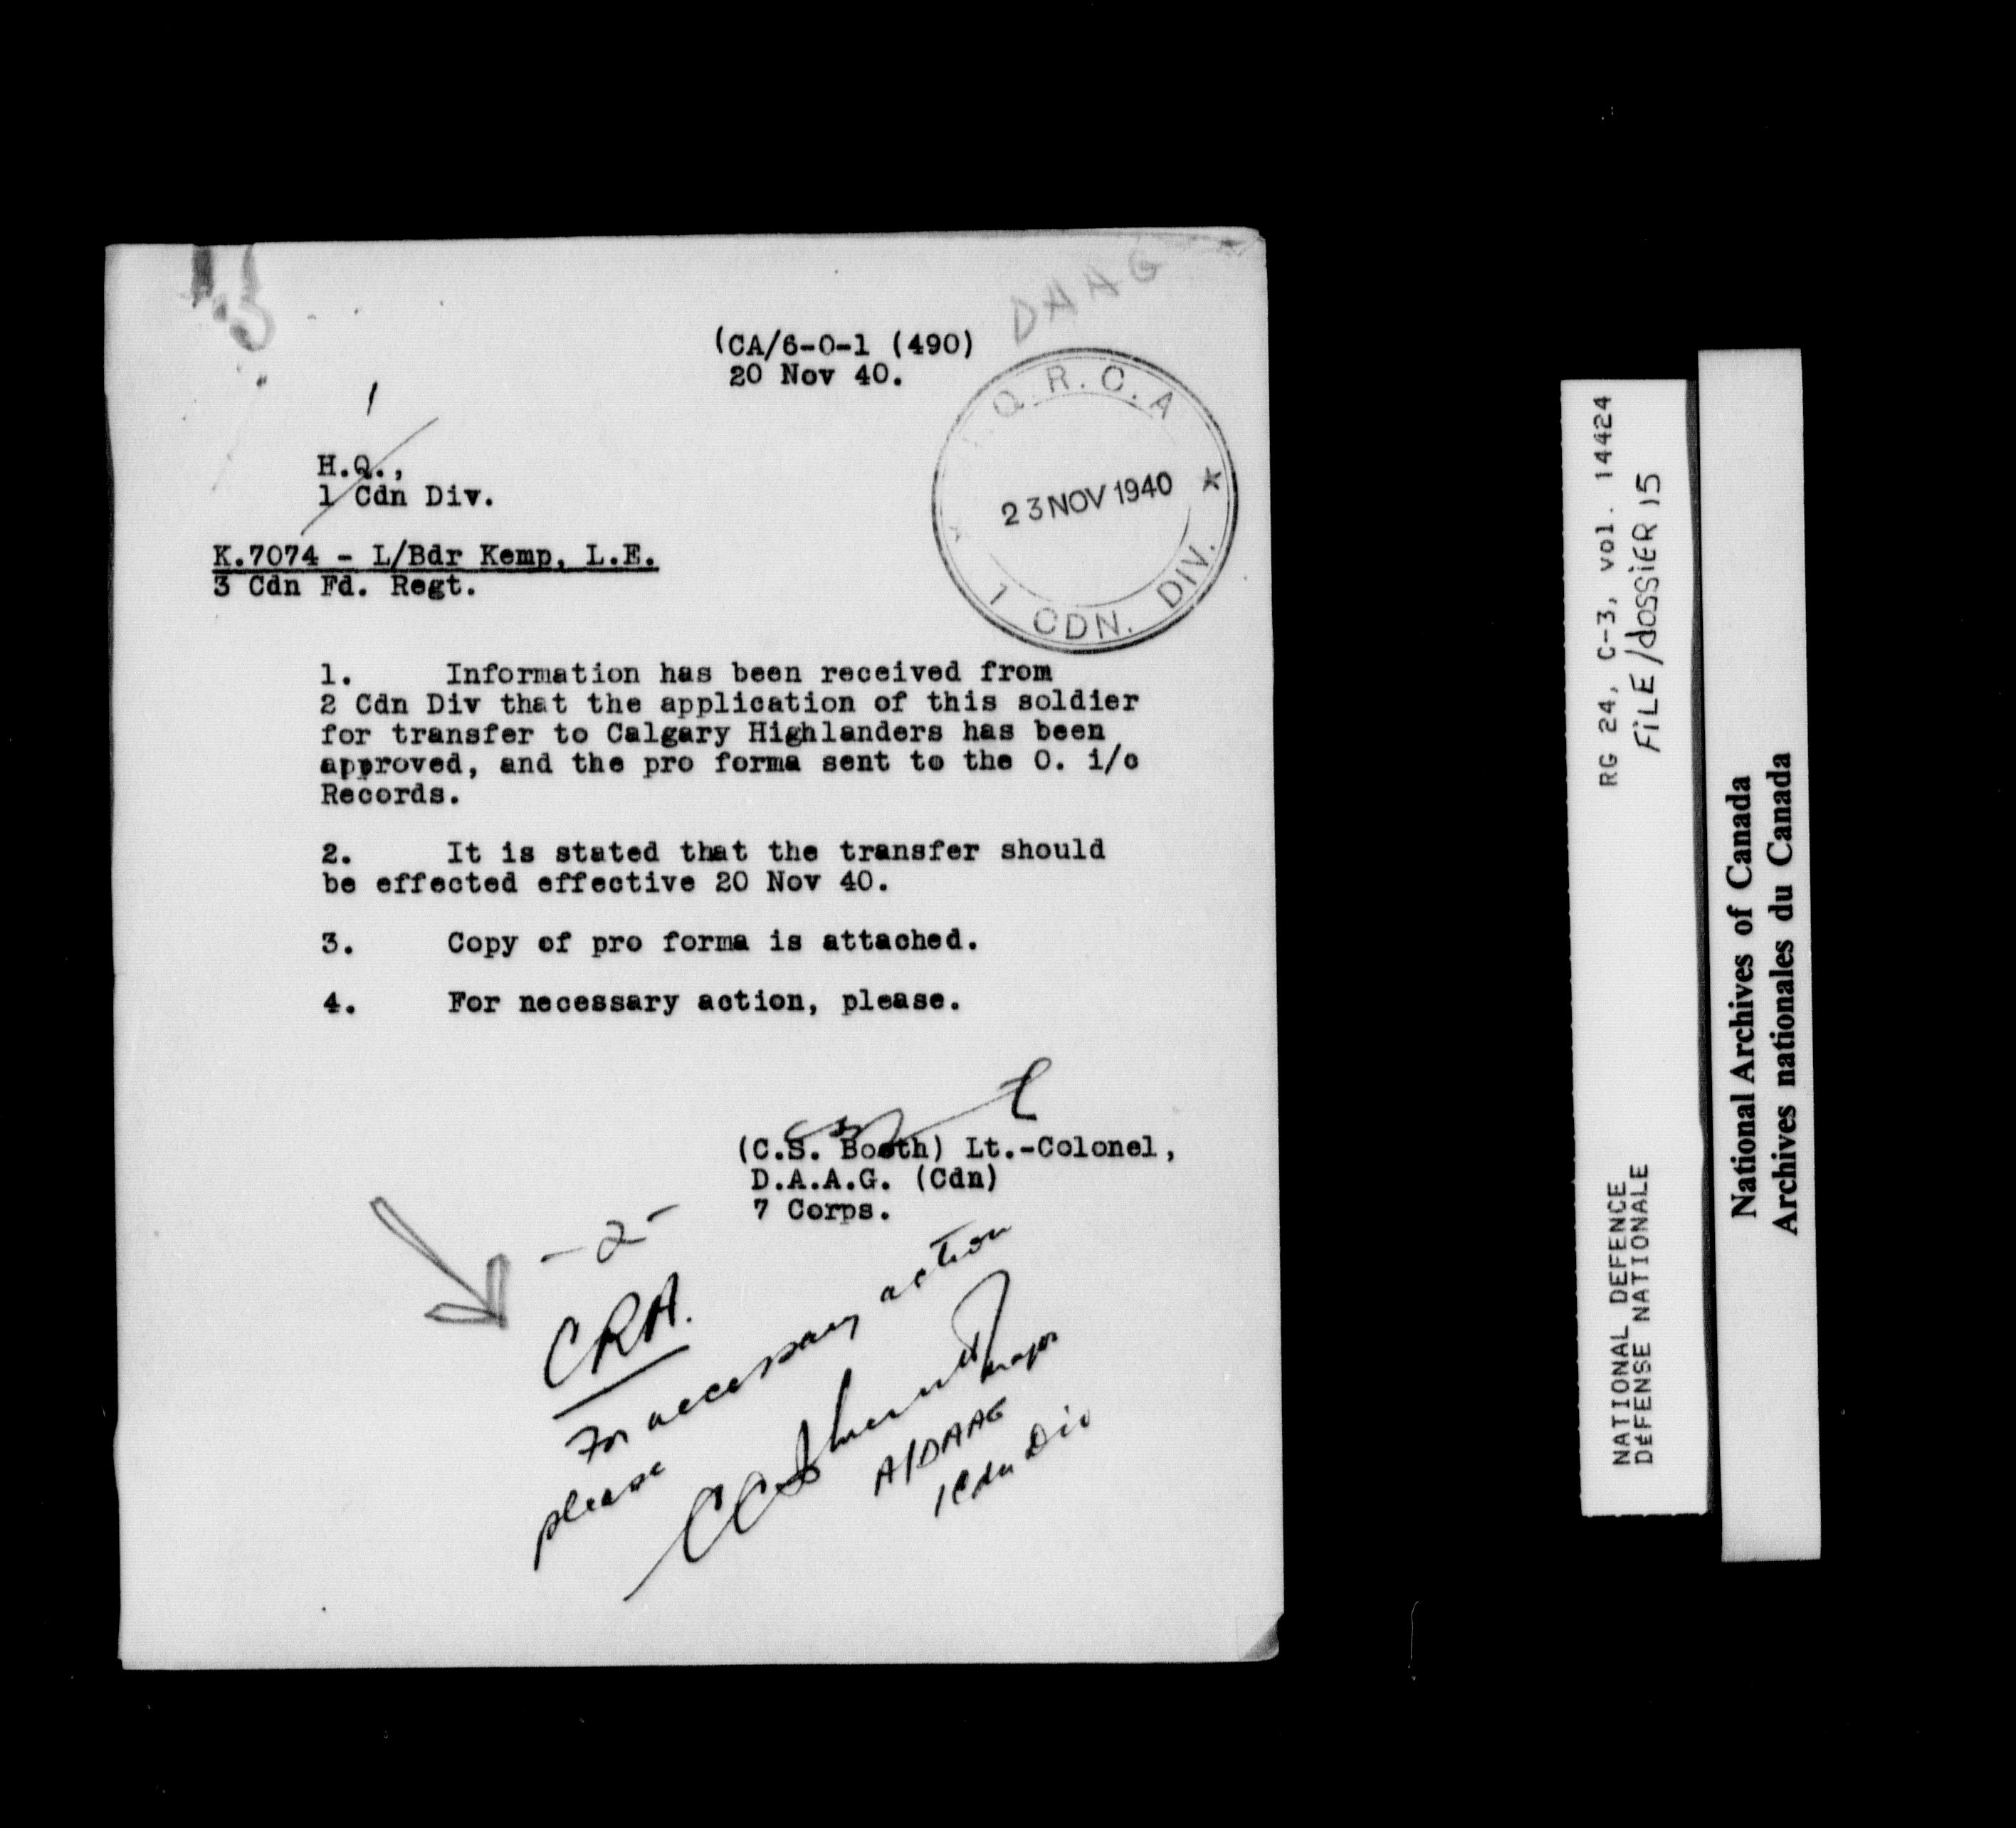 DAAG
(CA/6-0-1 (490)
20 Nov 40.
Q.R.C.A
23 NOV 1940
1 CDN. DIV.
1
H.Q.,
1 Cdn Div.
K.7074 - L/Bdr Kemp, L.E.
3 Cdn Fd. Regt.
1. Information has been received from
2 Cdn Div that the application of this soldier
for transfer to Calgary Highlanders has been
approved, and the pro forma sent to the O. i/c
Records.
2. It is stated that the transfer should
be effected effective 20 Nov 40.
3. Copy of pro forma is attached.
4. For necessary action, please.
(C.S. Booth) Lt.-Colonel,
D.A.A.G. (Cdn)
7 Corps.
-2-
CRA.
For necessary action
please
major
A/DAAG
1 Cdn Div
RG 24, C-3, vol. 14424
FILE/dOSSiER 15
NATIONAL DEFENCE
DÉFENSE NATIONALE
National Archives of Canada
Archives nationales du Canada